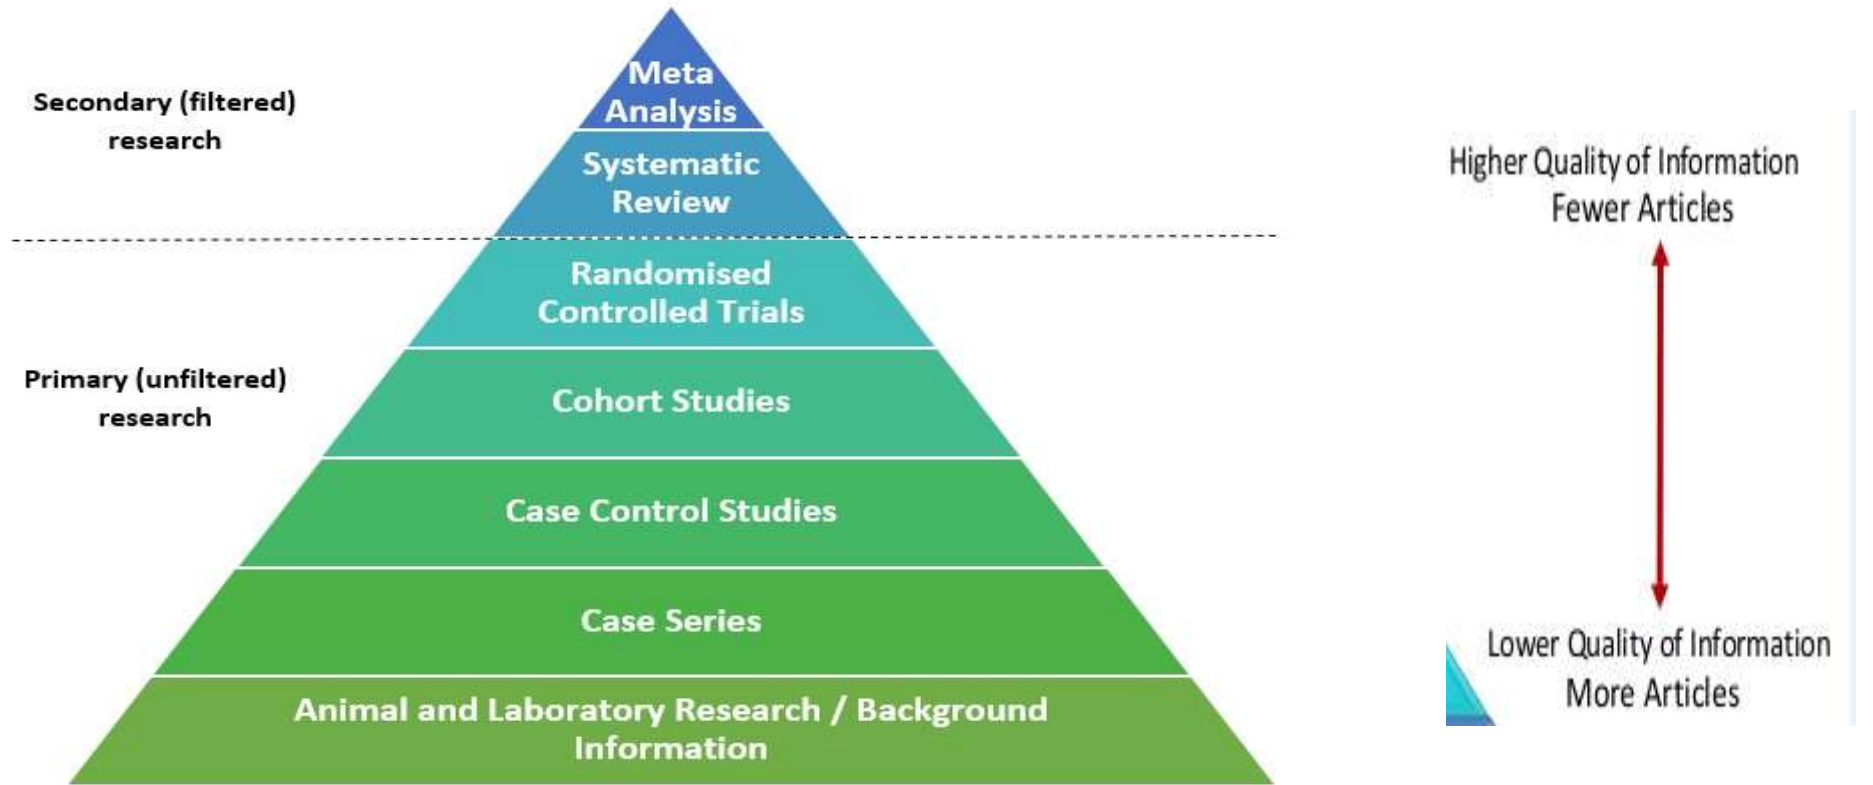 Meta
Analysis
Secondary (filtered)
research
Systematic
Review
Randomised
Controlled Trials
Primary (unfiltered)
research
Cohort Studies
Case Control Studies
Case Series
Animal and Laboratory Research / Background
Information
Higher Quality of Information
Fewer Articles
Lower Quality of Information
More Articles